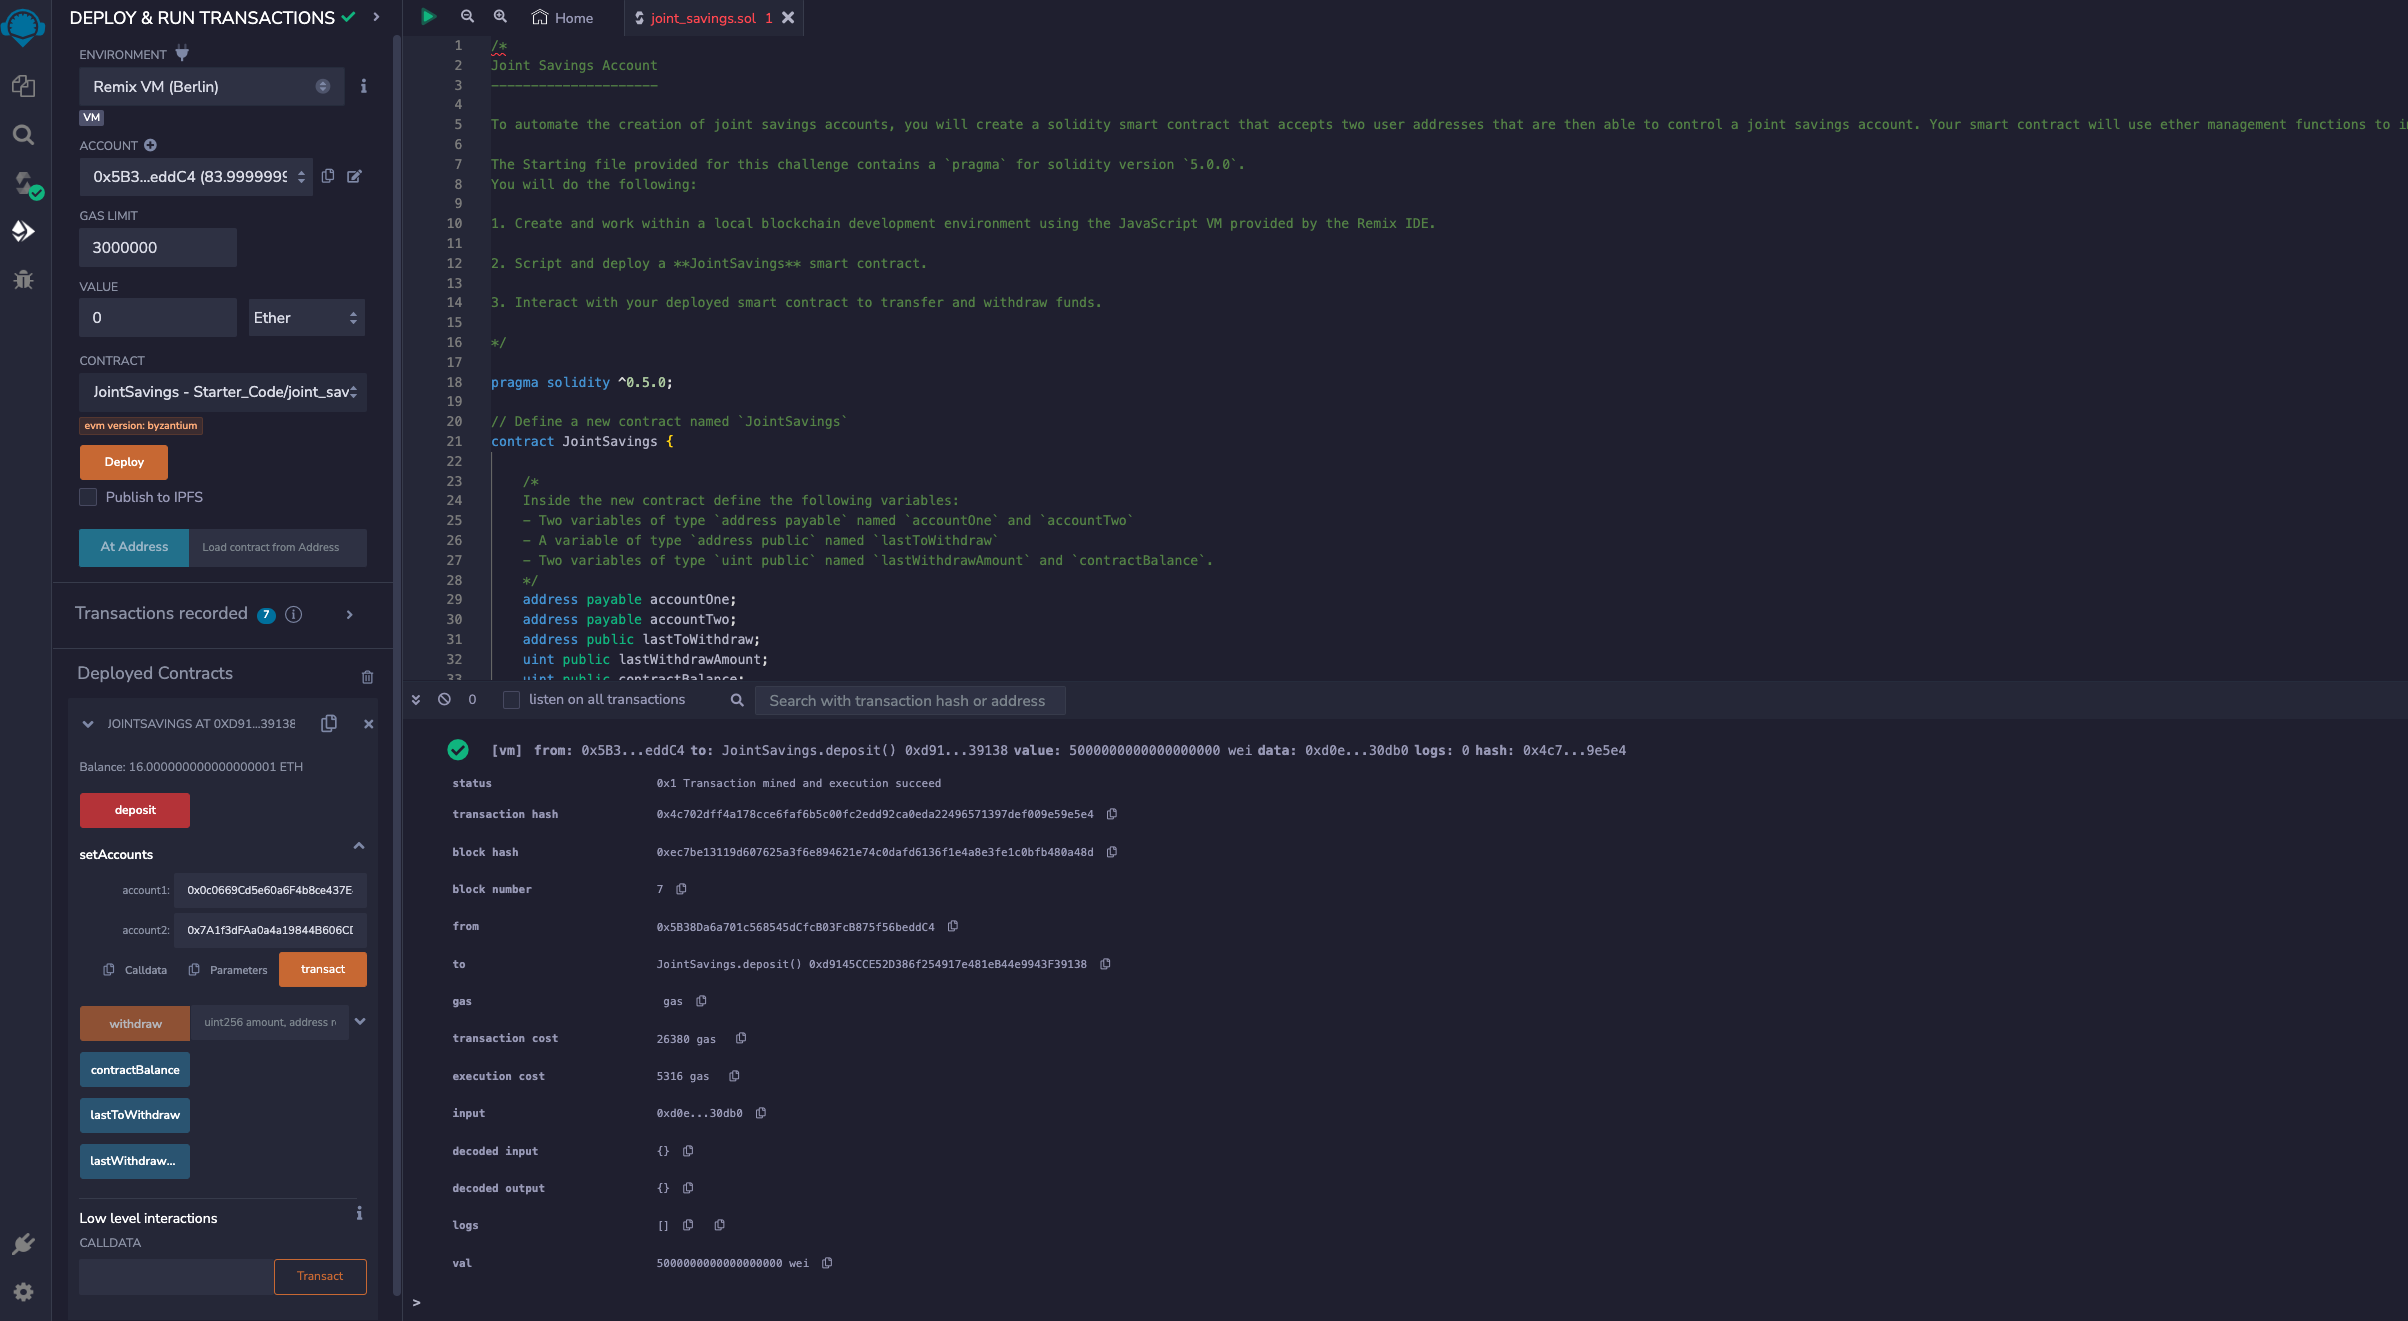 DEPLOY & RUN TRANSACTIONS
ENVIRONMENT
Remix VM (Berlin)
VM
ACCOUNT
0x5B3...eddC4 (83.9999999
GAS LIMIT
3000000
VALUE
0
Ether
CONTRACT
JointSavings - Starter_Code/joint_sav
evm version: byzantium
Deploy
Publish to IPFS
At Address
Load contract from Address
Transactions recorded 7
Deployed Contracts
JOINTSAVINGS AT 0XD91...39138
Balance: 16.000000000000000001 ETH
deposit
setAccounts
account1: 0x0c0669Cd5e60a6F4b8ce437E
account2: 0x7A1f3dFAa0a4a19844B606CD
Calldata Parameters transact
withdraw uint256 amount, address r
contractBalance
lastToWithdraw
lastWithdraw...
Low level interactions
CALLDATA
Transact
Home
joint_savings.sol 1
1 /*
2 Joint Savings Account
3 ---------------------
4
5 To automate the creation of joint savings accounts, you will create a solidity smart contract that accepts two user addresses that are then able to control a joint savings account. Your smart contract will use ether management functions to i
6
7 The Starting file provided for this challenge contains a `pragma` for solidity version `5.0.0`.
8 You will do the following:
9
10 1. Create and work within a local blockchain development environment using the JavaScript VM provided by the Remix IDE.
11
12 2. Script and deploy a **JointSavings** smart contract.
13
14 3. Interact with your deployed smart contract to transfer and withdraw funds.
15
16 */
17
18 pragma solidity ^0.5.0;
19
20 // Define a new contract named `JointSavings`
21 contract JointSavings {
22
23 /*
24 Inside the new contract define the following variables:
25 - Two variables of type `address payable` named `accountOne` and `accountTwo`
26 - A variable of type `address public` named `lastToWithdraw`
27 - Two variables of type `uint public` named `lastWithdrawAmount` and `contractBalance`.
28 */
29 address payable accountOne;
30 address payable accountTwo;
31 address public lastToWithdraw;
32 uint public lastWithdrawAmount;
33 uint public contractBalance;
0
listen on all transactions
Search with transaction hash or address
[vm] from: 0x5B3...eddC4 to: JointSavings.deposit() 0xd91...39138 value: 5000000000000000000 wei data: 0xd0e...30db0 logs: 0 hash: 0x4c7...9e5e4
status 0x1 Transaction mined and execution succeed
transaction hash 0x4c702dff4a178cce6faf6b5c00fc2edd92ca0eda22496571397def009e59e5e4
block hash 0xec7be13119d607625a3f6e894621e74c0dafd6136f1e4a8e3fe1c0bfb480a48d
block number 7
from 0x5B38Da6a701c568545dCfcB03FcB875f56beddC4
to JointSavings.deposit() 0xd9145CCE52D386f254917e481eB44e9943F39138
gas gas
transaction cost 26380 gas
execution cost 5316 gas
input 0xd0e...30db0
decoded input {}
decoded output {}
logs []
val 5000000000000000000 wei
>